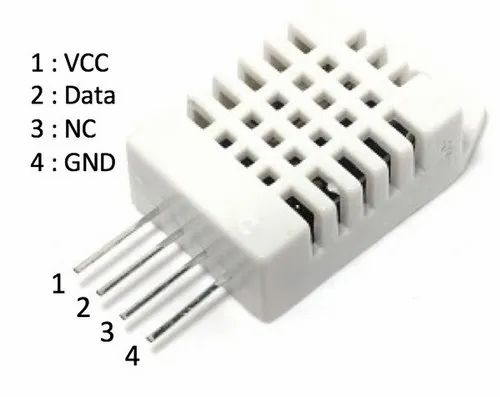 1 : VCC
2 : Data
3 : NC
4 : GND
1
2
3
4